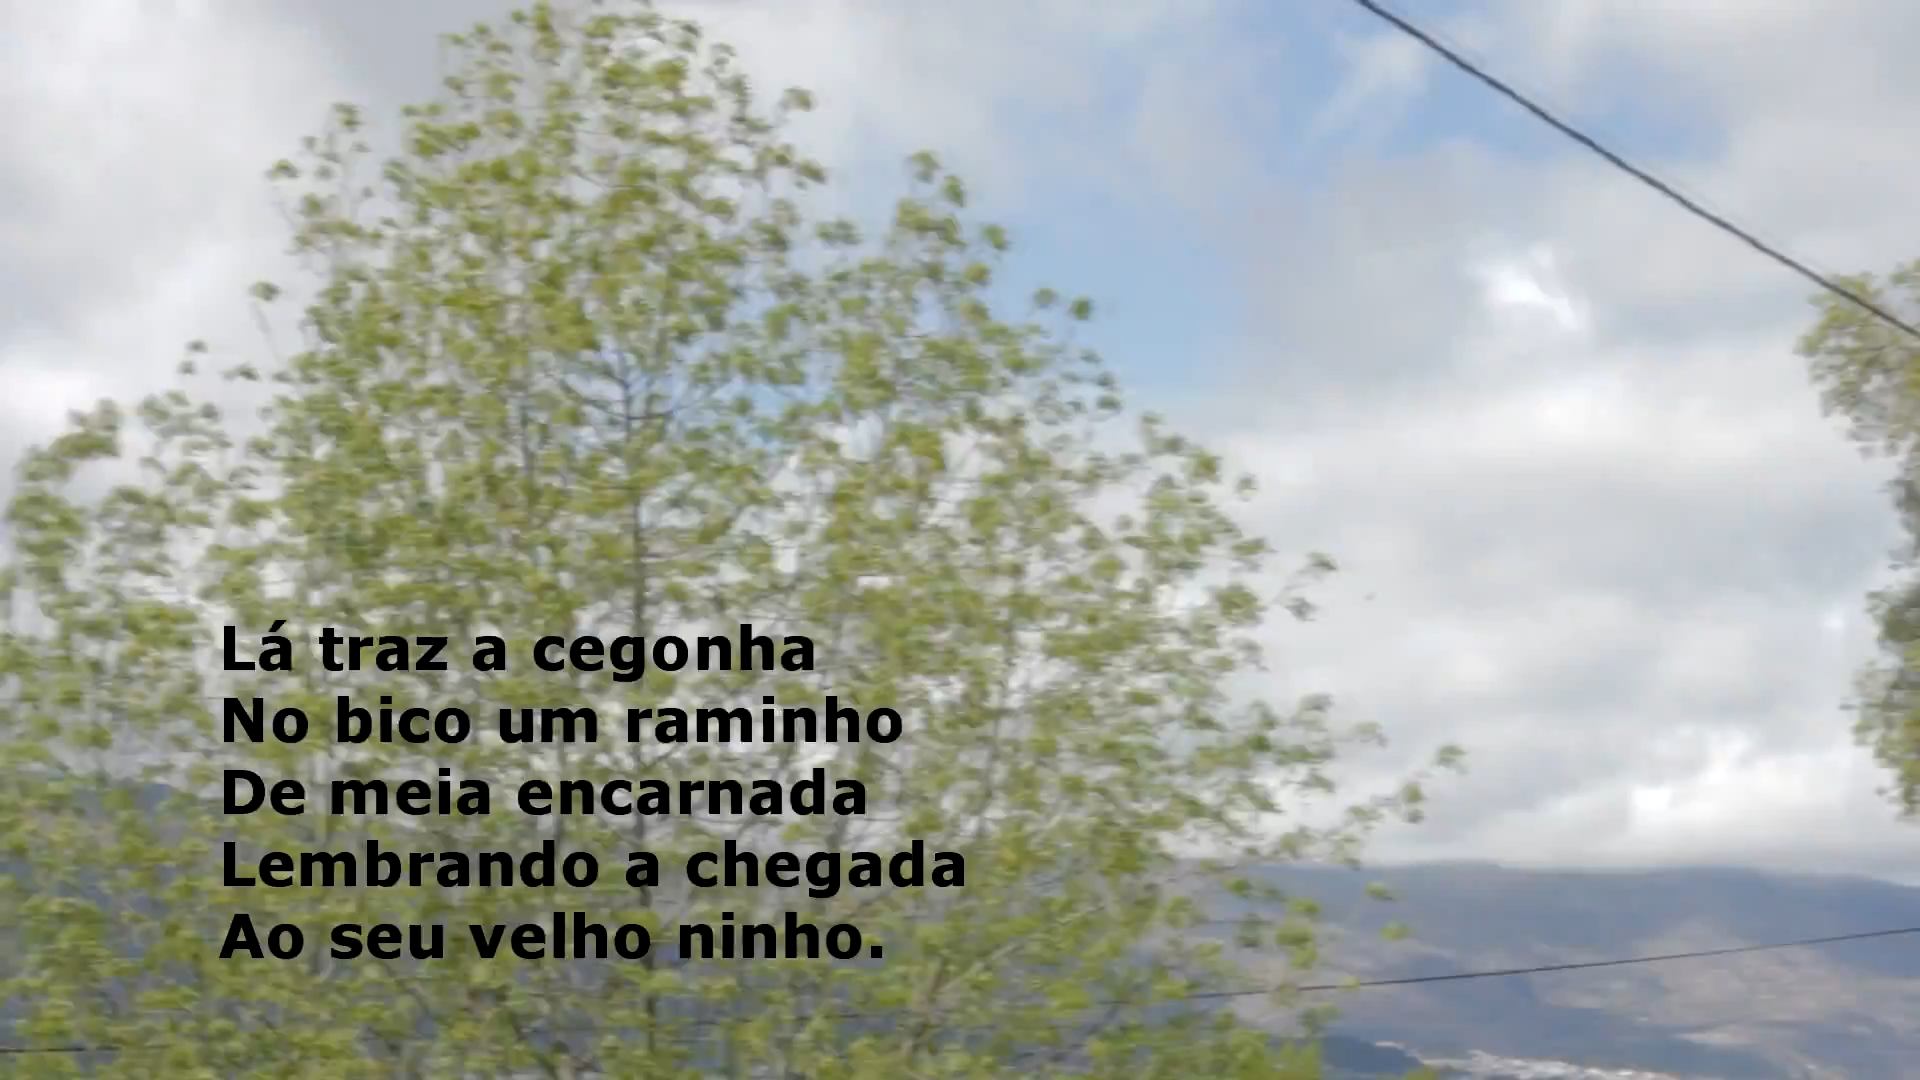 Lá traz a cegonha
No bico um raminho
De meia encarnada
Lembrando a chegada
Ao seu velho ninho.